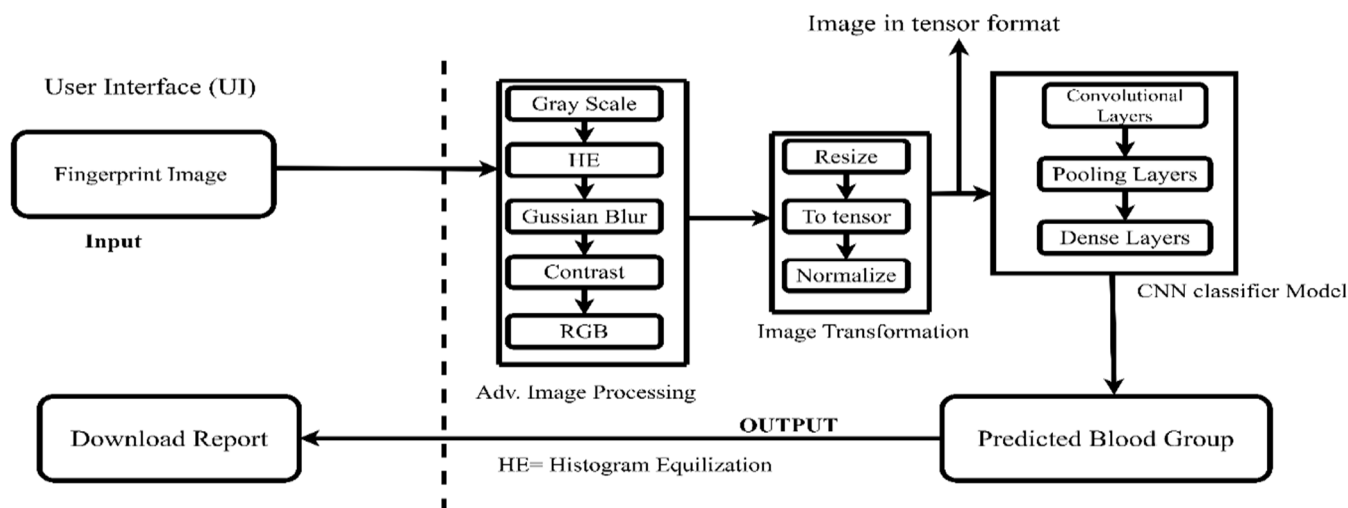 Image in tensor format
User Interface (UI)
Fingerprint Image
Input
Gray Scale
HE
Gussian Blur
Contrast
RGB
Adv. Image Processing
Resize
To tensor
Normalize
Image Transformation
Convolutional
Layers
Pooling Layers
Dense Layers
CNN classifier Model
Predicted Blood Group
OUTPUT
HE= Histogram Equilization
Download Report